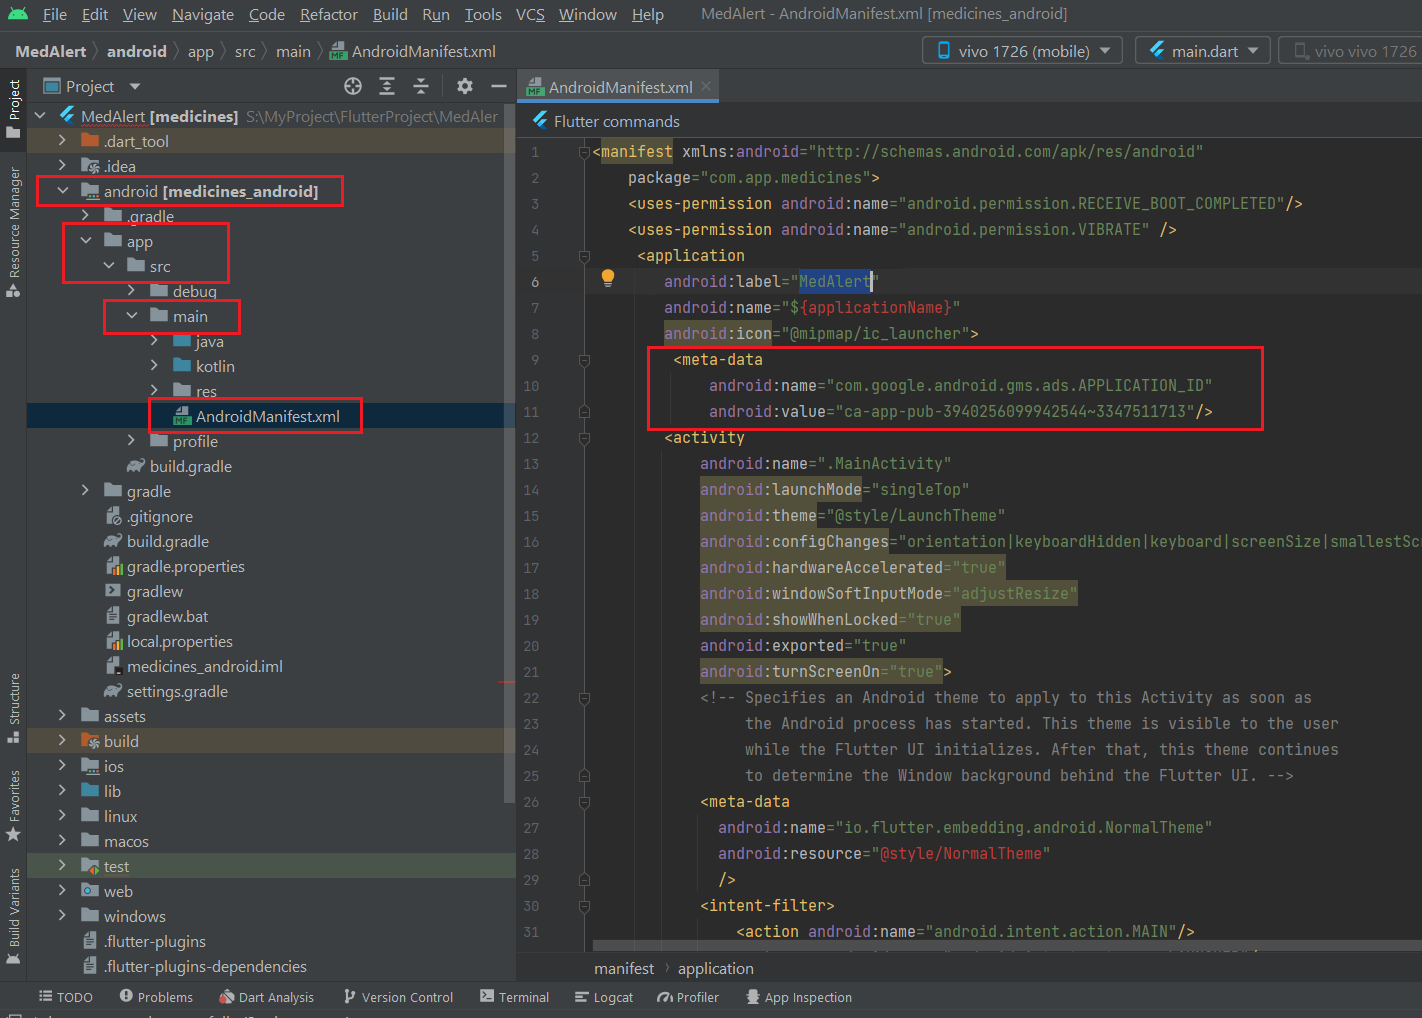 File Edit View Navigate Code Refactor Build Run Tools VCS Window Help MedAlert - AndroidManifest.xml [medicines_android]
MedAlert android app src main AndroidManifest.xml vivo 1726 (mobile) main.dart vivo vivo 1726
Project
Resource Manager
Structure
Favorites
Build Variants
Project
MedAlert [medicines] S:\MyProject\FlutterProject\MedAler
.dart_tool
.idea
android [medicines_android]
.gradle
app
src
debug
main
java
kotlin
res
AndroidManifest.xml
profile
build.gradle
gradle
.gitignore
build.gradle
gradle.properties
gradlew
gradlew.bat
local.properties
medicines_android.iml
settings.gradle
assets
build
ios
lib
linux
macos
test
web
windows
.flutter-plugins
.flutter-plugins-dependencies
AndroidManifest.xml
Flutter commands
1 <manifest xmlns:android="http://schemas.android.com/apk/res/android"
2 package="com.app.medicines">
3 <uses-permission android:name="android.permission.RECEIVE_BOOT_COMPLETED"/>
4 <uses-permission android:name="android.permission.VIBRATE" />
5 <application
6 android:label="MedAlert"
7 android:name="${applicationName}"
8 android:icon="@mipmap/ic_launcher">
9 <meta-data
10 android:name="com.google.android.gms.ads.APPLICATION_ID"
11 android:value="ca-app-pub-3940256099942544~3347511713"/>
12 <activity
13 android:name=".MainActivity"
14 android:launchMode="singleTop"
15 android:theme="@style/LaunchTheme"
16 android:configChanges="orientation|keyboardHidden|keyboard|screenSize|smallestSc
17 android:hardwareAccelerated="true"
18 android:windowSoftInputMode="adjustResize"
19 android:showWhenLocked="true"
20 android:exported="true"
21 android:turnScreenOn="true">
22 <!-- Specifies an Android theme to apply to this Activity as soon as
23 the Android process has started. This theme is visible to the user
24 while the Flutter UI initializes. After that, this theme continues
25 to determine the Window background behind the Flutter UI. -->
26 <meta-data
27 android:name="io.flutter.embedding.android.NormalTheme"
28 android:resource="@style/NormalTheme"
29 />
30 <intent-filter>
31 <action android:name="android.intent.action.MAIN"/>
manifest application
TODO Problems Dart Analysis Version Control Terminal Logcat Profiler App Inspection